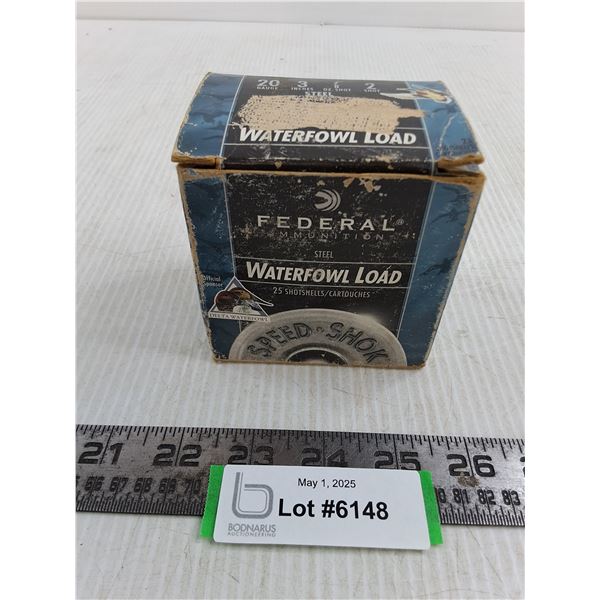 20 3 2
GAUGE INCHES OZ. SHOT SHOT
STEEL
WATERFOWL LOAD
FEDERAL®
AMMUNITION
STEEL
WATERFOWL LOAD
25 SHOTSHELLS/CARTOUCHES
Official
Sponsor
DELTA WATERFOWL
SPEED • SHOK
21 22 23 24 25 26
May 1, 2025
Lot #6148
BODNARUS
AUCTIONEERING